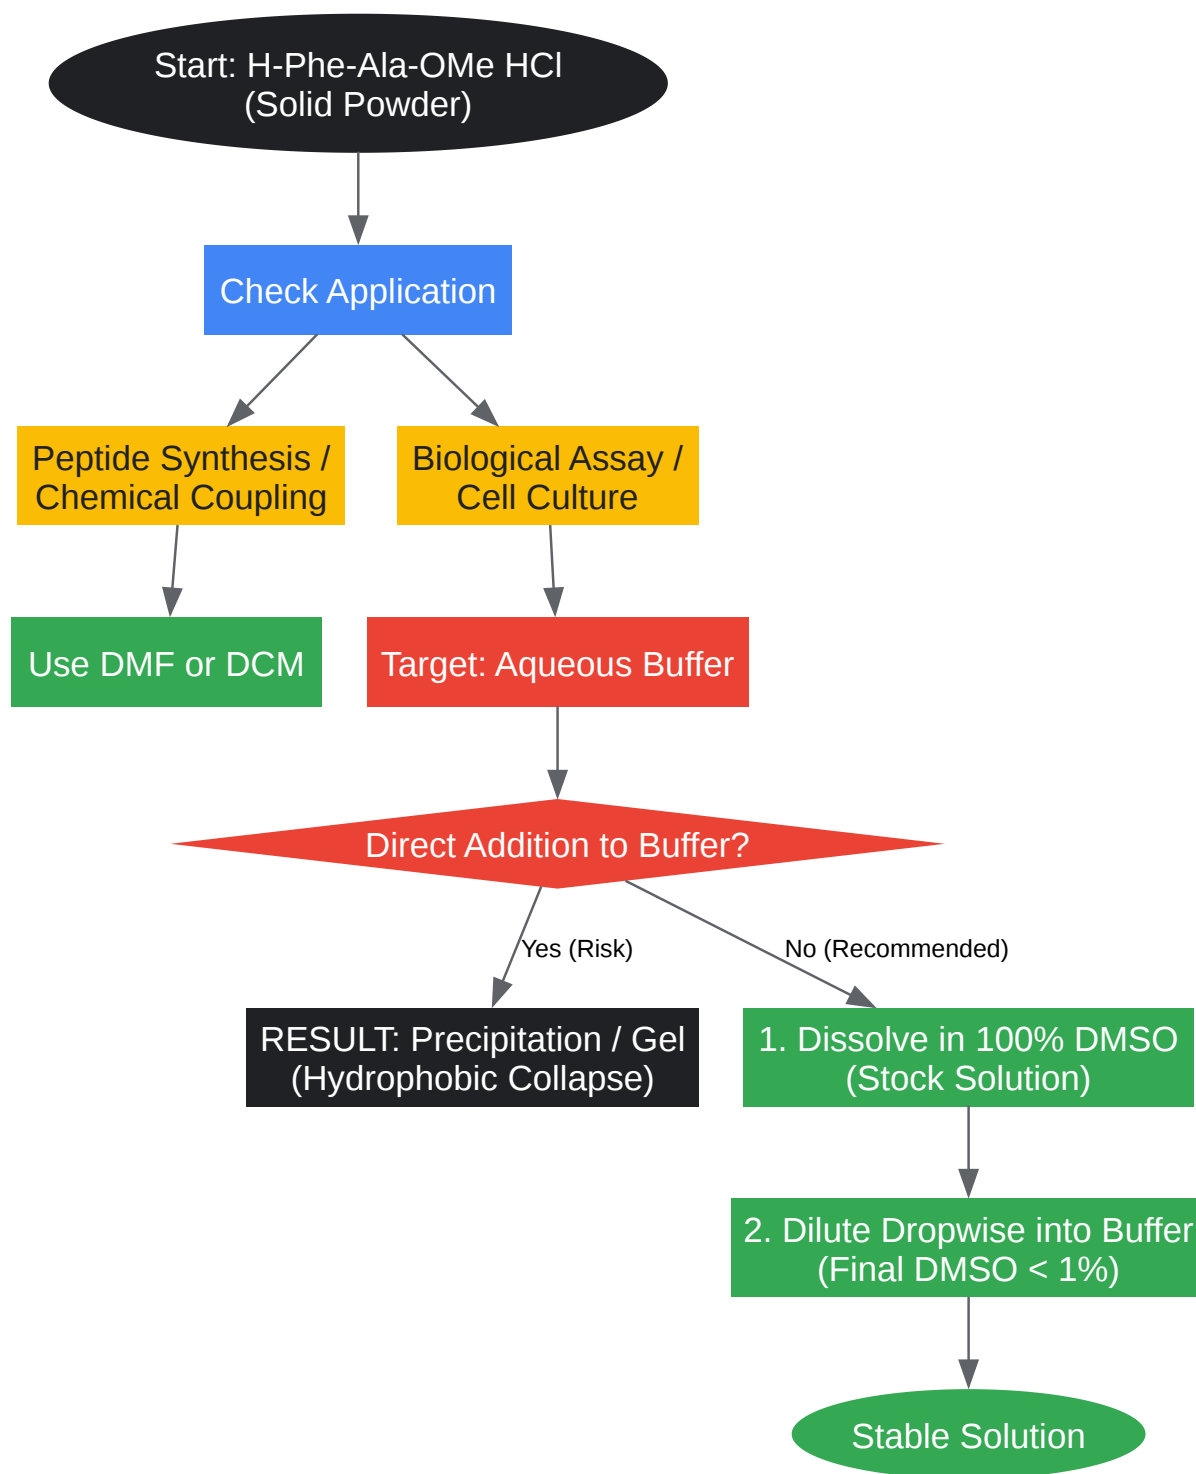 Start: H-Phe-Ala-OMe HCl
(Solid Powder)
Check Application
Peptide Synthesis /
Chemical Coupling
Biological Assay /
Cell Culture
Use DMF or DCM
Target: Aqueous Buffer
Direct Addition to Buffer?
Yes (Risk)
No (Recommended)
RESULT: Precipitation / Gel
(Hydrophobic Collapse)
1. Dissolve in 100% DMSO
(Stock Solution)
2. Dilute Dropwise into Buffer
(Final DMSO < 1%)
Stable Solution